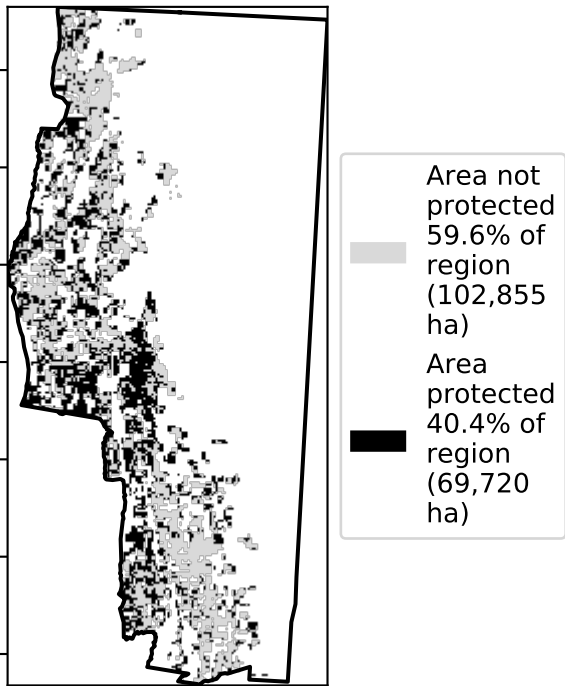 Area not
protected
59.6% of
region
(102,855
ha)
Area
protected
40.4% of
region
(69,720
ha)